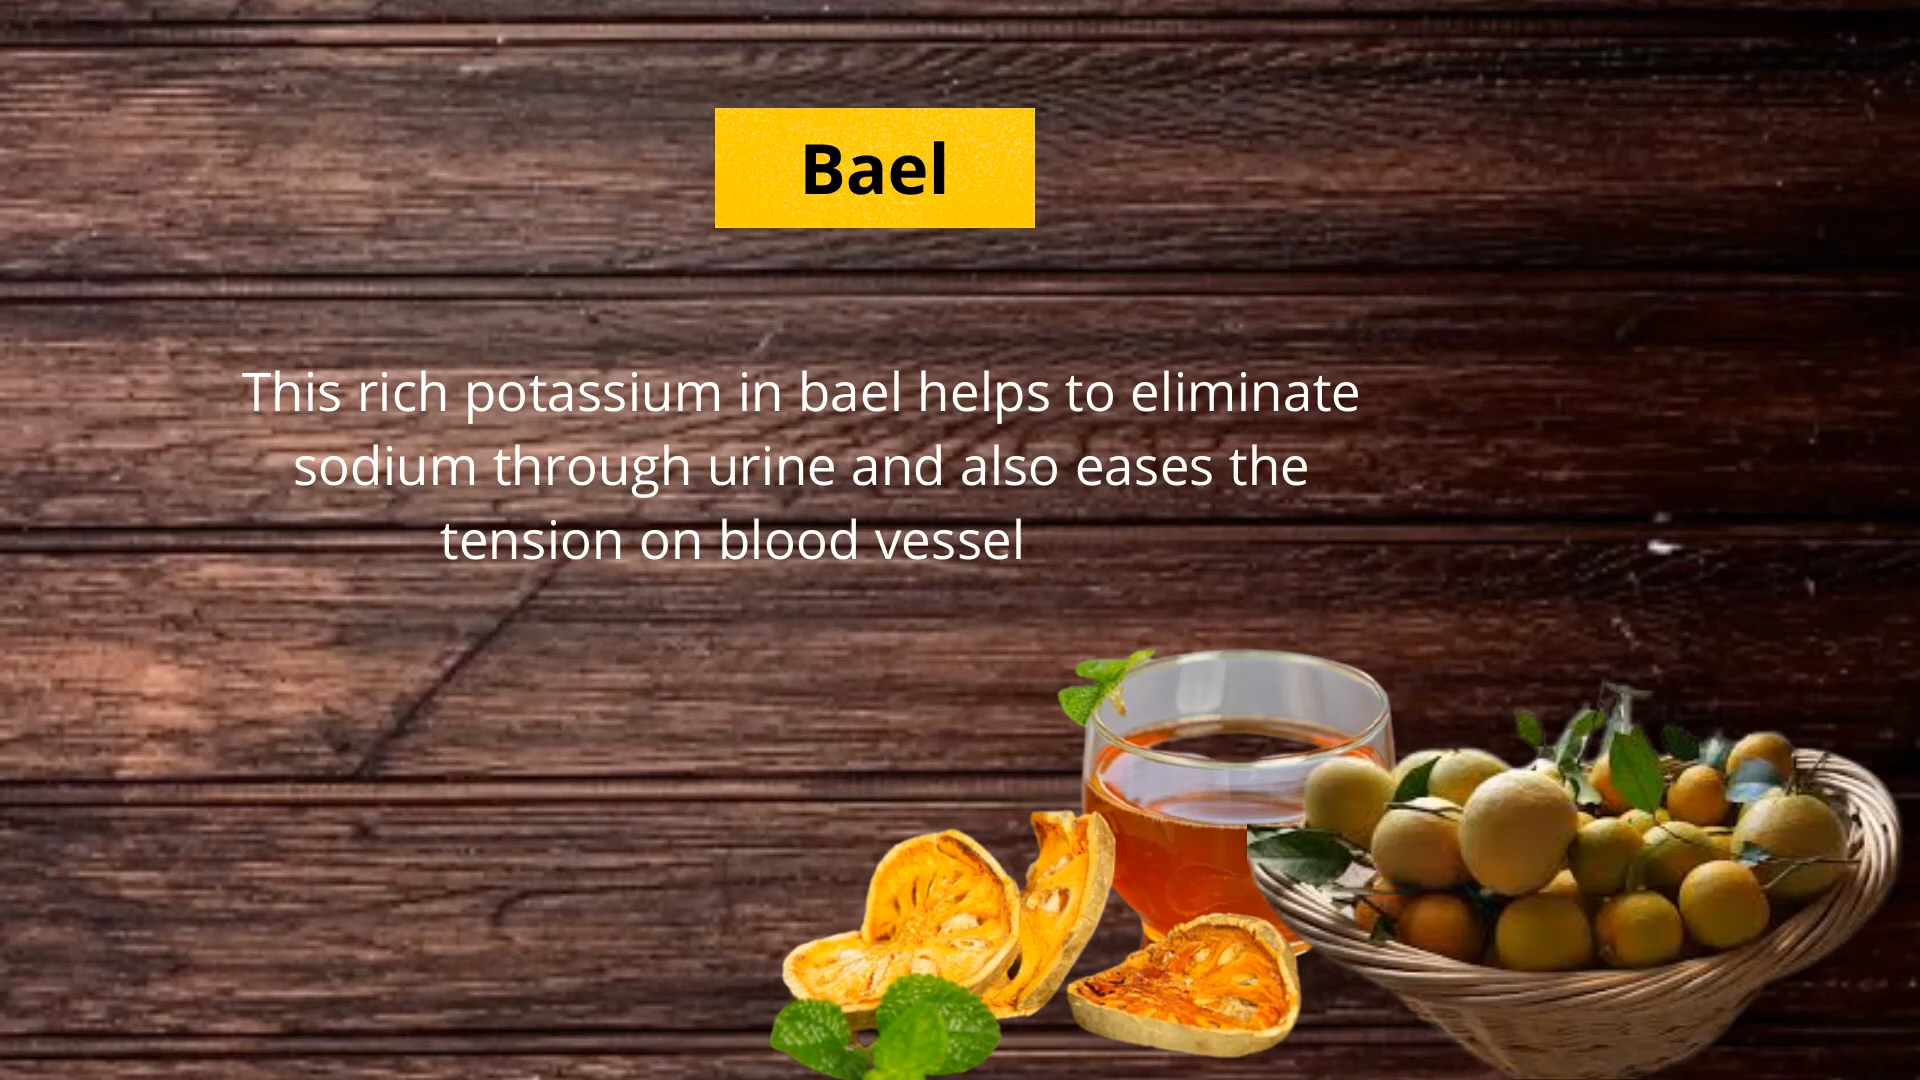 Bael
This rich potassium in bael helps to eliminate
sodium through urine and also eases the
tension on blood vessel